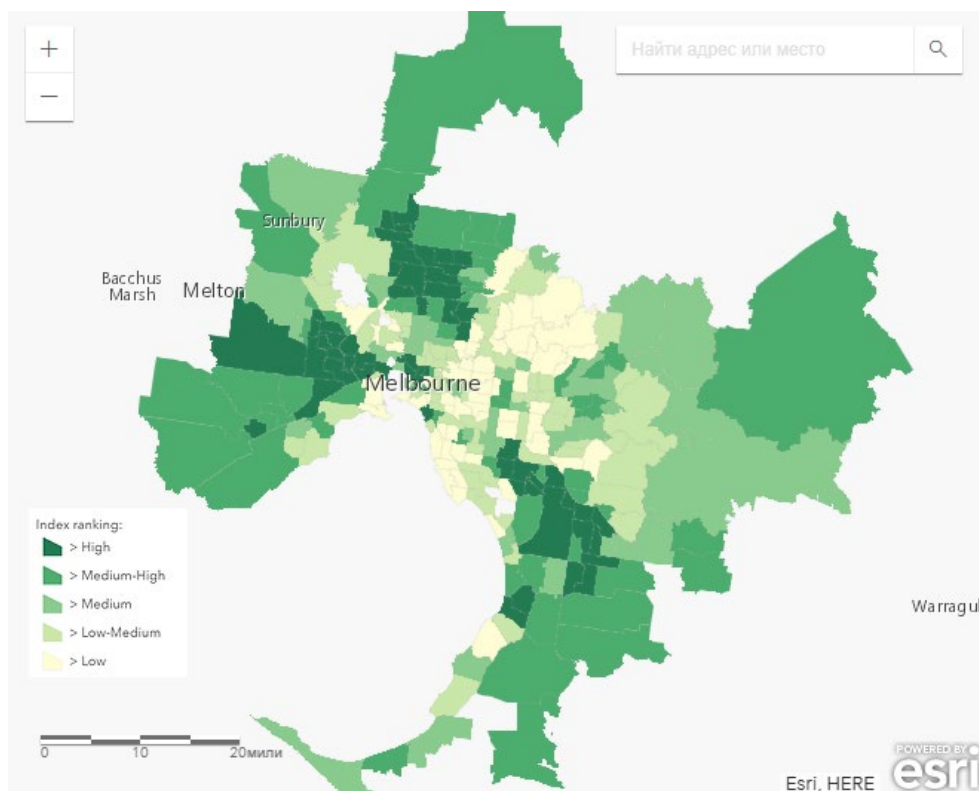 +
Найти адрес или место
−
Sunbury
Bacchus
Marsh
Melton
Melbourne
Index ranking:
> High
> Medium-High
> Medium
> Low-Medium
> Low
Warragul
0 10 20мили
POWERED BY
esri
Esri, HERE